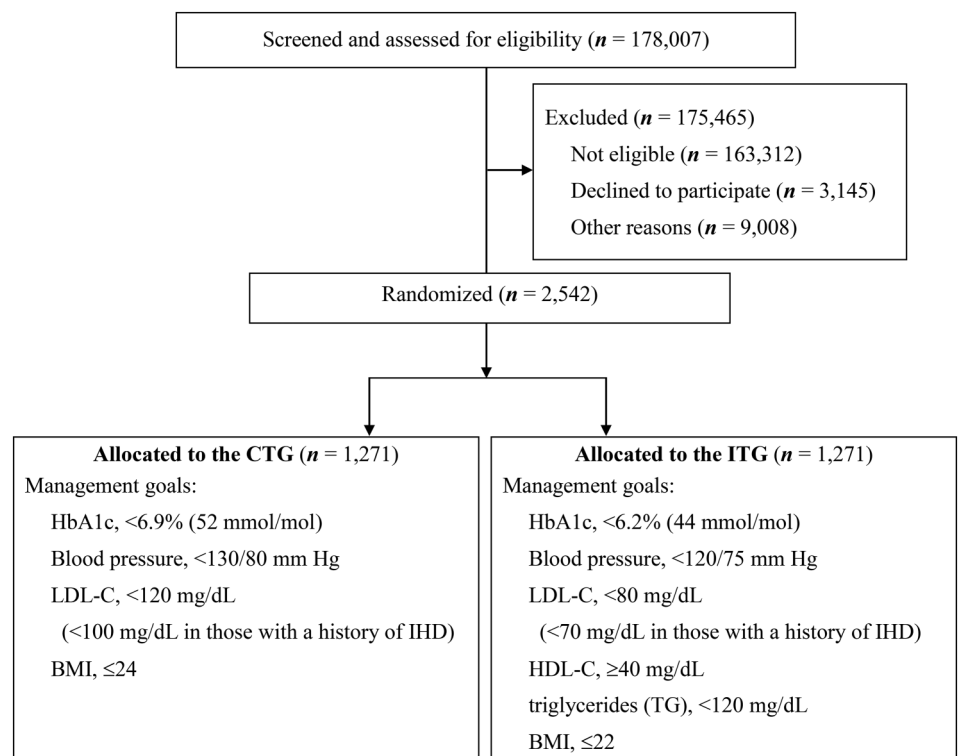 Screened and assessed for eligibility (n = 178,007)
Excluded (n = 175,465)
Not eligible (n = 163,312)
Declined to participate (n = 3,145)
Other reasons (n = 9,008)
Randomized (n = 2,542)
Allocated to the CTG (n = 1,271)
Management goals:
HbA1c, <6.9% (52 mmol/mol)
Blood pressure, <130/80 mm Hg
LDL-C, <120 mg/dL
(<100 mg/dL in those with a history of IHD)
BMI, ≤24
Allocated to the ITG (n = 1,271)
Management goals:
HbA1c, <6.2% (44 mmol/mol)
Blood pressure, <120/75 mm Hg
LDL-C, <80 mg/dL
(<70 mg/dL in those with a history of IHD)
HDL-C, ≥40 mg/dL
triglycerides (TG), <120 mg/dL
BMI, ≤22